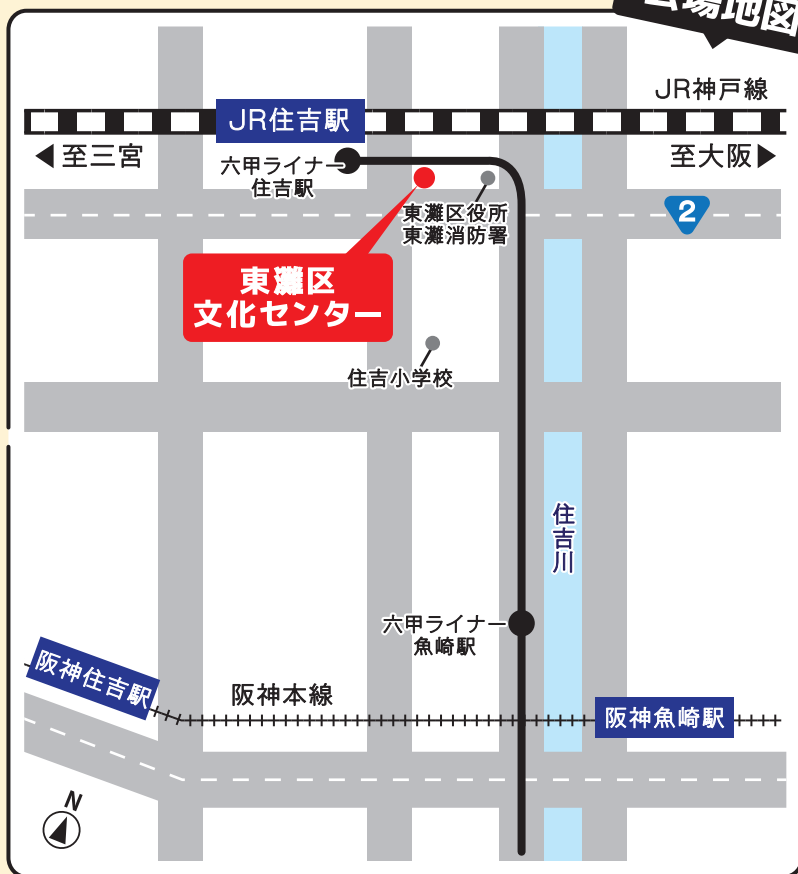 会場地図
JR神戸線
JR住吉駅
至三宮
至大阪
六甲ライナー
住吉駅
東灘区役所
東灘消防署
2
東灘区
文化センター
住吉小学校
住吉川
六甲ライナー
魚崎駅
阪神住吉駅
阪神本線
阪神魚崎駅
N